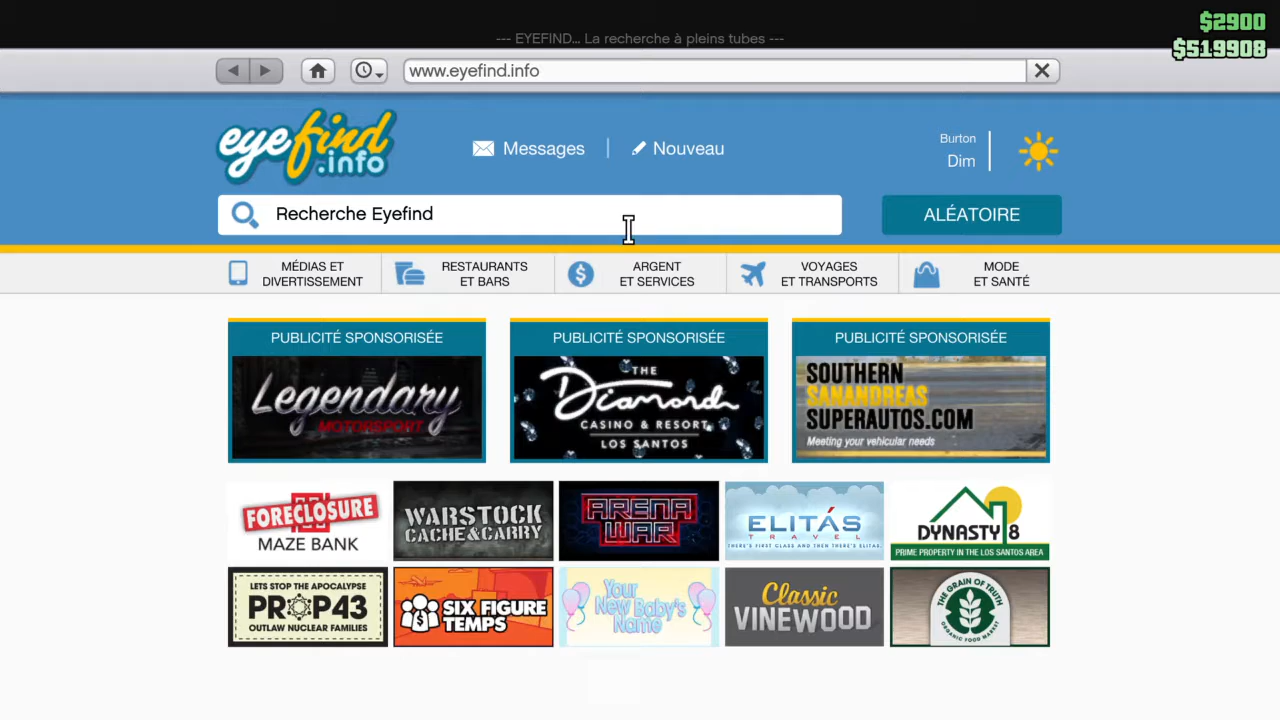 $2900
--- EYEFIND... La recherche à pleins tubes ---
$519908
www.eyefind.info
eyefind
.info
Messages
Nouveau
Burton
Dim
Recherche Eyefind
ALÉATOIRE
MÉDIAS ET
DIVERTISSEMENT
RESTAURANTS
ET BARS
ARGENT
ET SERVICES
VOYAGES
ET TRANSPORTS
MODE
ET SANTÉ
PUBLICITÉ SPONSORISÉE
Legendary
MOTORSPORT
PUBLICITÉ SPONSORISÉE
THE
Diamond
CASINO & RESORT
LOS SANTOS
PUBLICITÉ SPONSORISÉE
SOUTHERN
SANANDREAS
SUPERAUTOS.COM
Meeting your vehicular needs
FORECLOSURE
MAZE BANK
WARSTOCK
CACHE&CARRY
ARENA
WAR
ELITÁS
TRAVEL
THERE'S FIRST CLASS AND THEN THERE'S ELITAS.
DYNASTY 8
PRIME PROPERTY IN THE LOS SANTOS AREA
LETS STOP THE APOCALYPSE
PROP43
OUTLAW NUCLEAR FAMILIES
SIX FIGURE
TEMPS
Your
New Baby's
Name
Classic
VINEWOOD
THE GRAIN OF TRUTH
ORGANIC FOOD MARKET